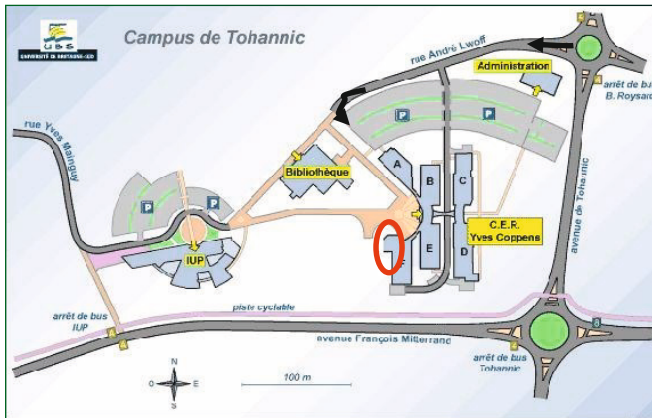 UBS
UNIVERSITÉ DE BRETAGNE-SUD
Campus de Tohannic
rue André Lwoff
Administration
arrêt de bus
B. Roysard
rue Yves Mainguy
P
P
P
P
A
B
C
Bibliothèque
C.E.R.
Yves Coppens
avenue de Tohannic
IUP
F
E
D
piste cyclable
arrêt de bus
IUP
avenue François Mitterrand
arrêt de bus
Tohannic
N
O
E
S
100 m